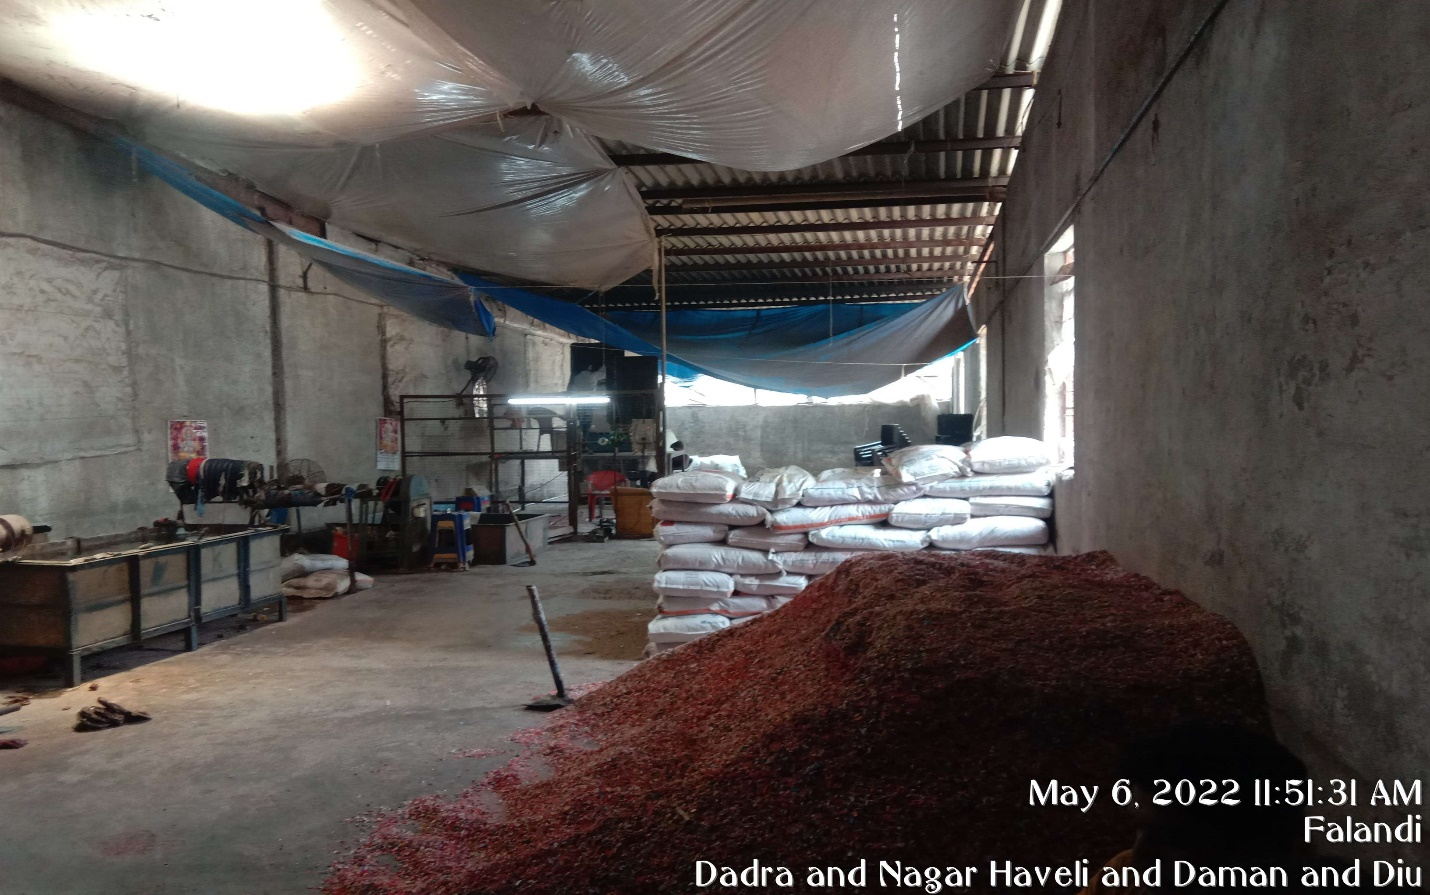 May 6, 2022 11:51:31 AM
Falandi
Dadra and Nagar Haveli and Daman and Diu